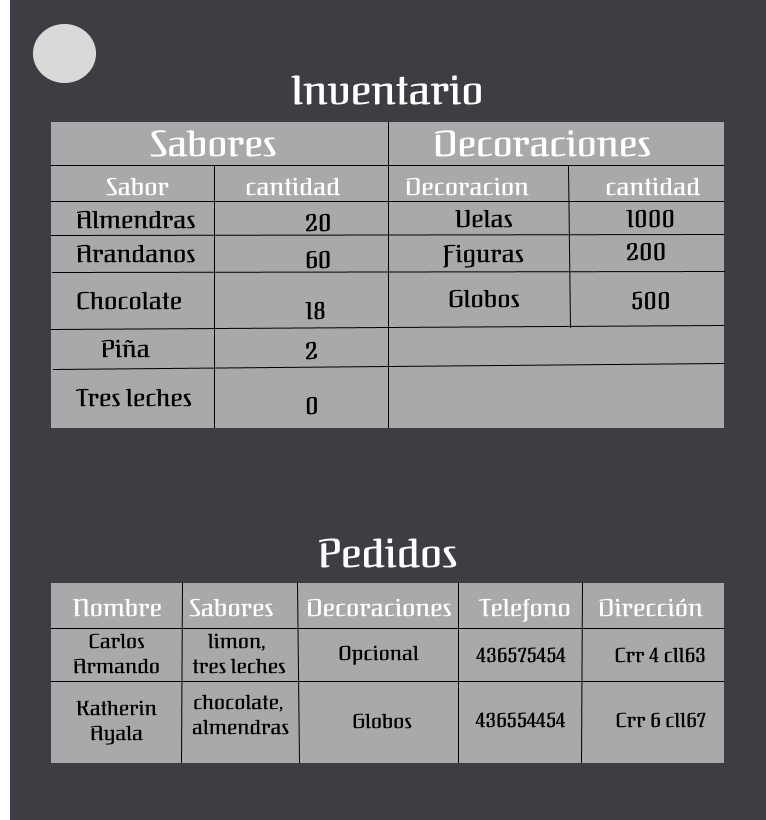 Inventario
Sabores Decoraciones
Sabor cantidad Decoracion cantidad
Almendras 20 Velas 1000
Arandanos 60 Figuras 200
Chocolate 18 Globos 500
Piña 2
Tres leches 0
Pedidos
Nombre Sabores Decoraciones Telefono Dirección
Carlos Armando limon, tres leches Opcional 436575454 Crr 4 cll63
Katherin Ayala chocolate, almendras Globos 436554454 Crr 6 cll67